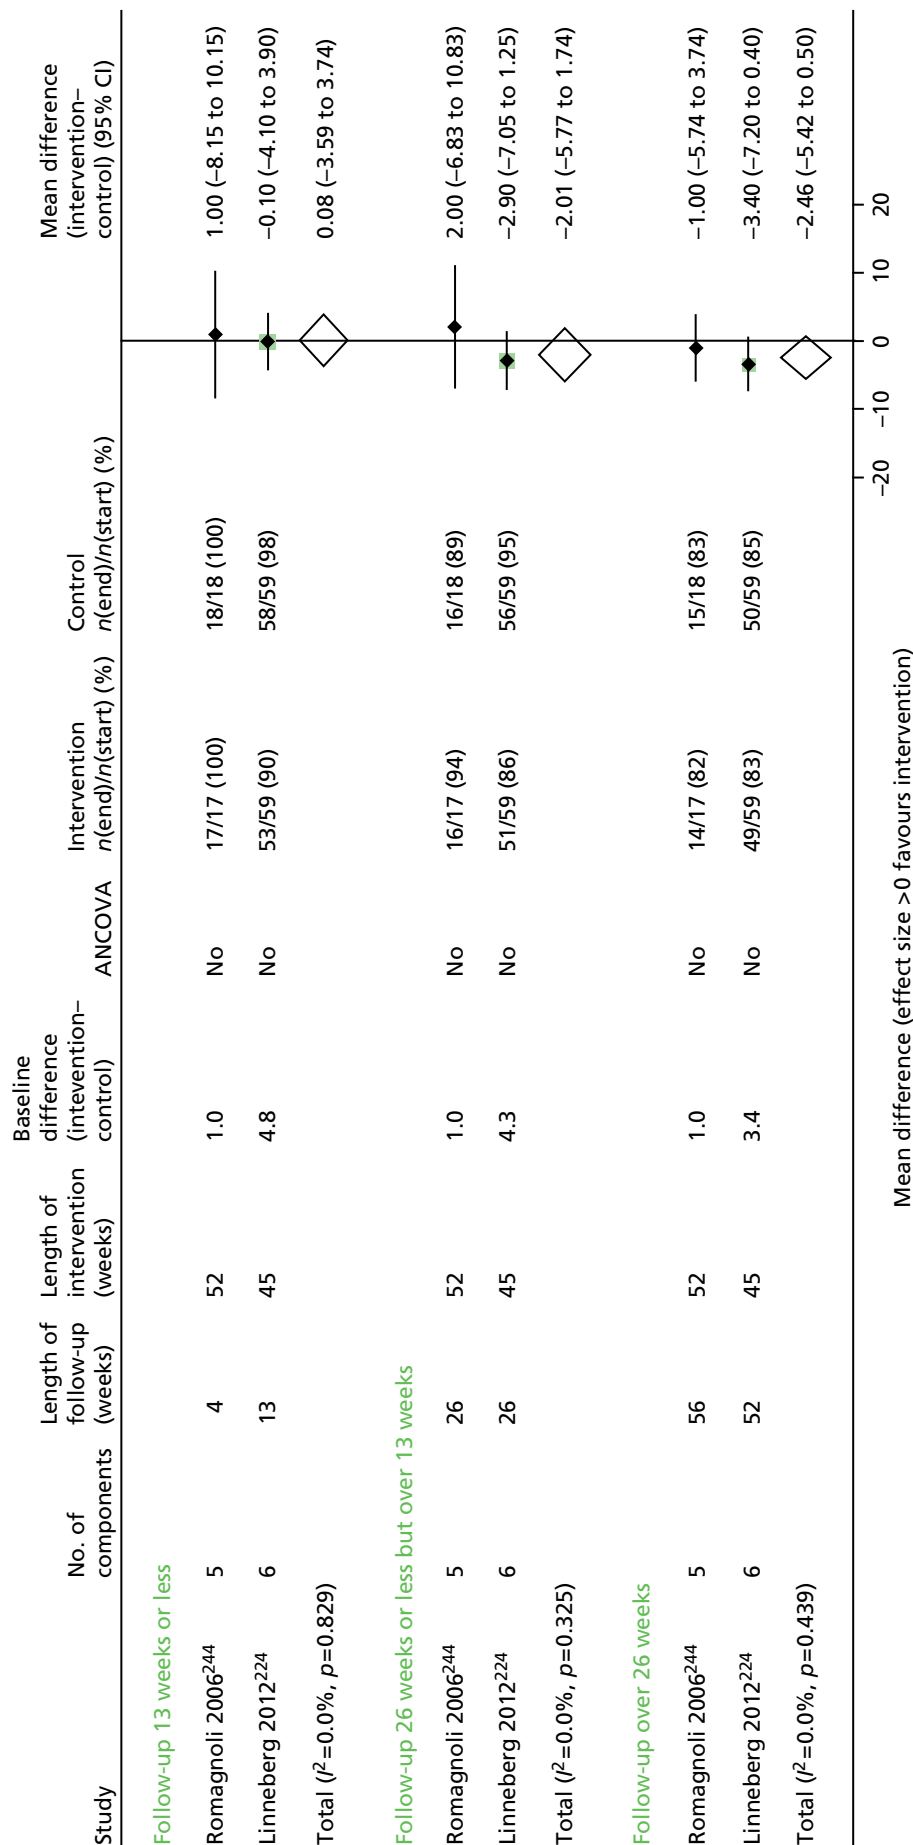 Study
No. of
components
Length of
follow-up
(weeks)
Length of
intervention
(weeks)
Baseline
difference
(intevention–
control)
ANCOVA
Intervention
n(end)/n(start) (%)
Control
n(end)/n(start) (%)
Mean difference
(intervention–
control) (95% CI)
Follow-up 13 weeks or less
Romagnoli 2006²⁴⁴ 5 4 52 1.0 No 17/17 (100) 18/18 (100) 1.00 (–8.15 to 10.15)
Linneberg 2012²²⁴ 6 13 45 4.8 No 53/59 (90) 58/59 (98) –0.10 (–4.10 to 3.90)
Total (I²=0.0%, p=0.829) 0.08 (–3.59 to 3.74)
Follow-up 26 weeks or less but over 13 weeks
Romagnoli 2006²⁴⁴ 5 26 52 1.0 No 16/17 (94) 16/18 (89) 2.00 (–6.83 to 10.83)
Linneberg 2012²²⁴ 6 26 45 4.3 No 51/59 (86) 56/59 (95) –2.90 (–7.05 to 1.25)
Total (I²=0.0%, p=0.325) –2.01 (–5.77 to 1.74)
Follow-up over 26 weeks
Romagnoli 2006²⁴⁴ 5 56 52 1.0 No 14/17 (82) 15/18 (83) –1.00 (–5.74 to 3.74)
Linneberg 2012²²⁴ 6 52 45 3.4 No 49/59 (83) 50/59 (85) –3.40 (–7.20 to 0.40)
Total (I²=0.0%, p=0.439) –2.46 (–5.42 to 0.50)
–20 –10 0 10 20
Mean difference (effect size >0 favours intervention)